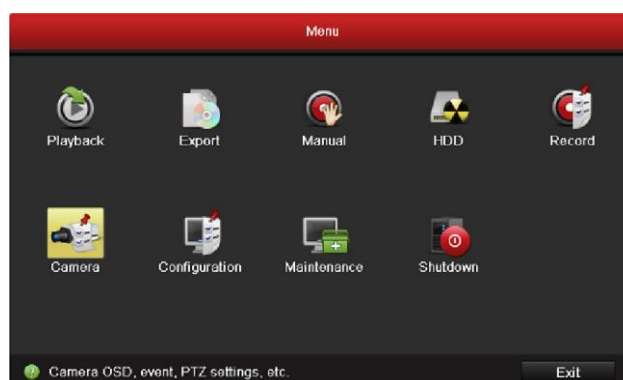 Menu
Playback Export Manual HDD Record
Camera Configuration Maintenance Shutdown
Camera OSD, event, PTZ settings, etc. Exit